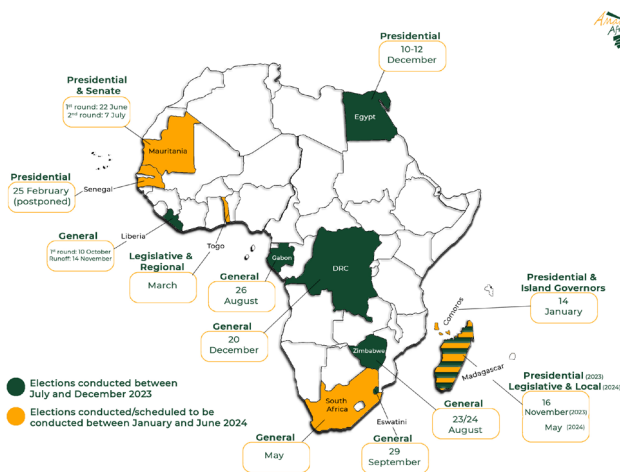 Presidential
10-12
December
Presidential
& Senate
1st round: 22 June
2nd round: 7 July
Egypt
Mauritania
Presidential
25 February
(postponed)
Senegal
General
1st round: 10 October
Runoff: 14 November
Liberia
Togo
Legislative &
Regional
March
Gabon
General
26
August
DRC
General
20
December
Presidential &
Island Governors
14
January
Comoros
Zimbabwe
Madagascar
Presidential (2023)
Legislative & Local (2024)
16
November (2023)
May (2024)
Elections conducted between
July and December 2023
Elections conducted/scheduled to be
conducted between January and June 2024
South
Africa
General
May
Eswatini
General
29
September
General
23/24
August